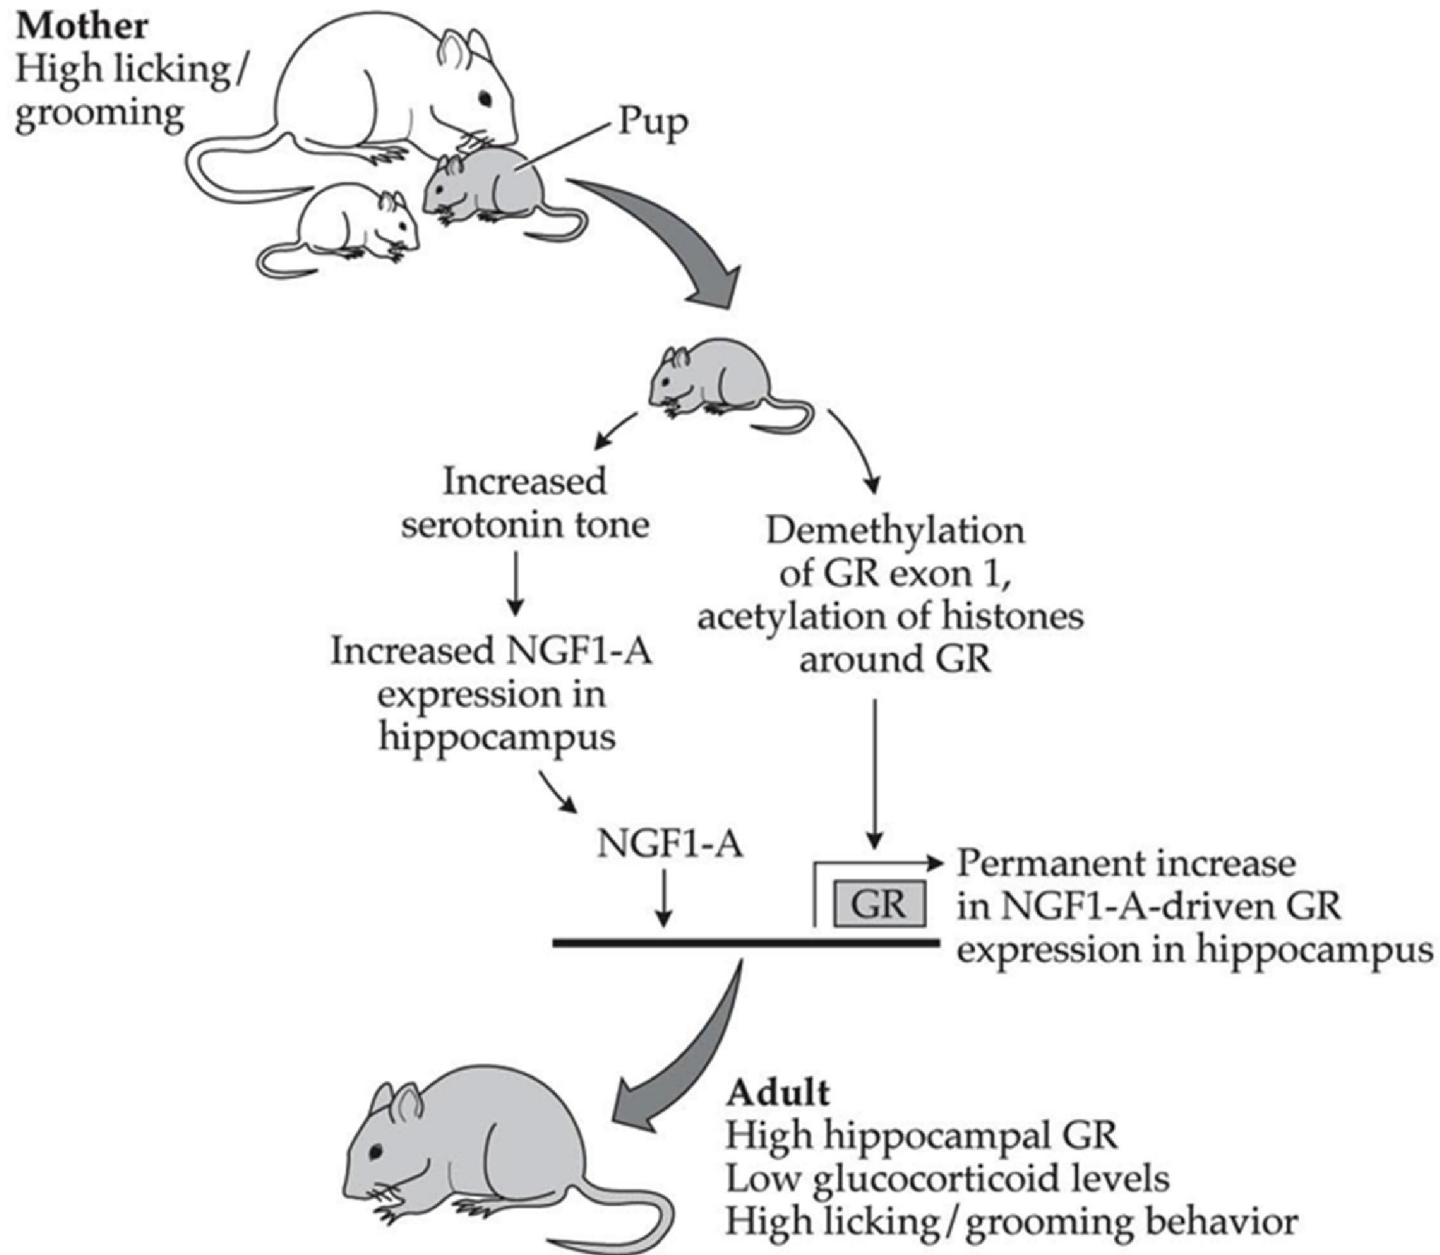 Mother
High licking/
grooming
Pup
Increased
serotonin tone
Increased NGF1-A
expression in
hippocampus
Demethylation
of GR exon 1,
acetylation of histones
around GR
NGF1-A
GR
Permanent increase
in NGF1-A-driven GR
expression in hippocampus
Adult
High hippocampal GR
Low glucocorticoid levels
High licking/grooming behavior